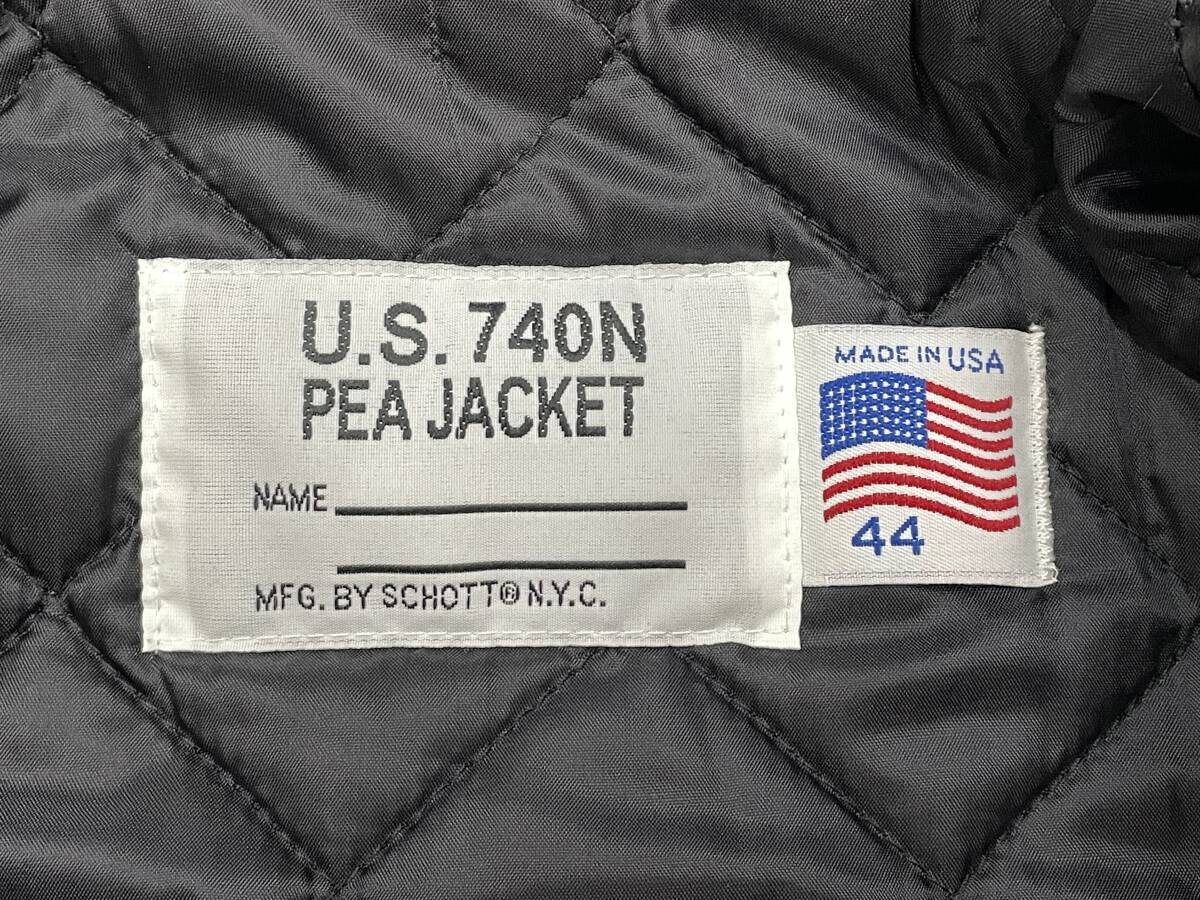 U.S. 740N
PEA JACKET
NAME
MFG. BY SCHOTT® N.Y.C.
MADE IN USA
44